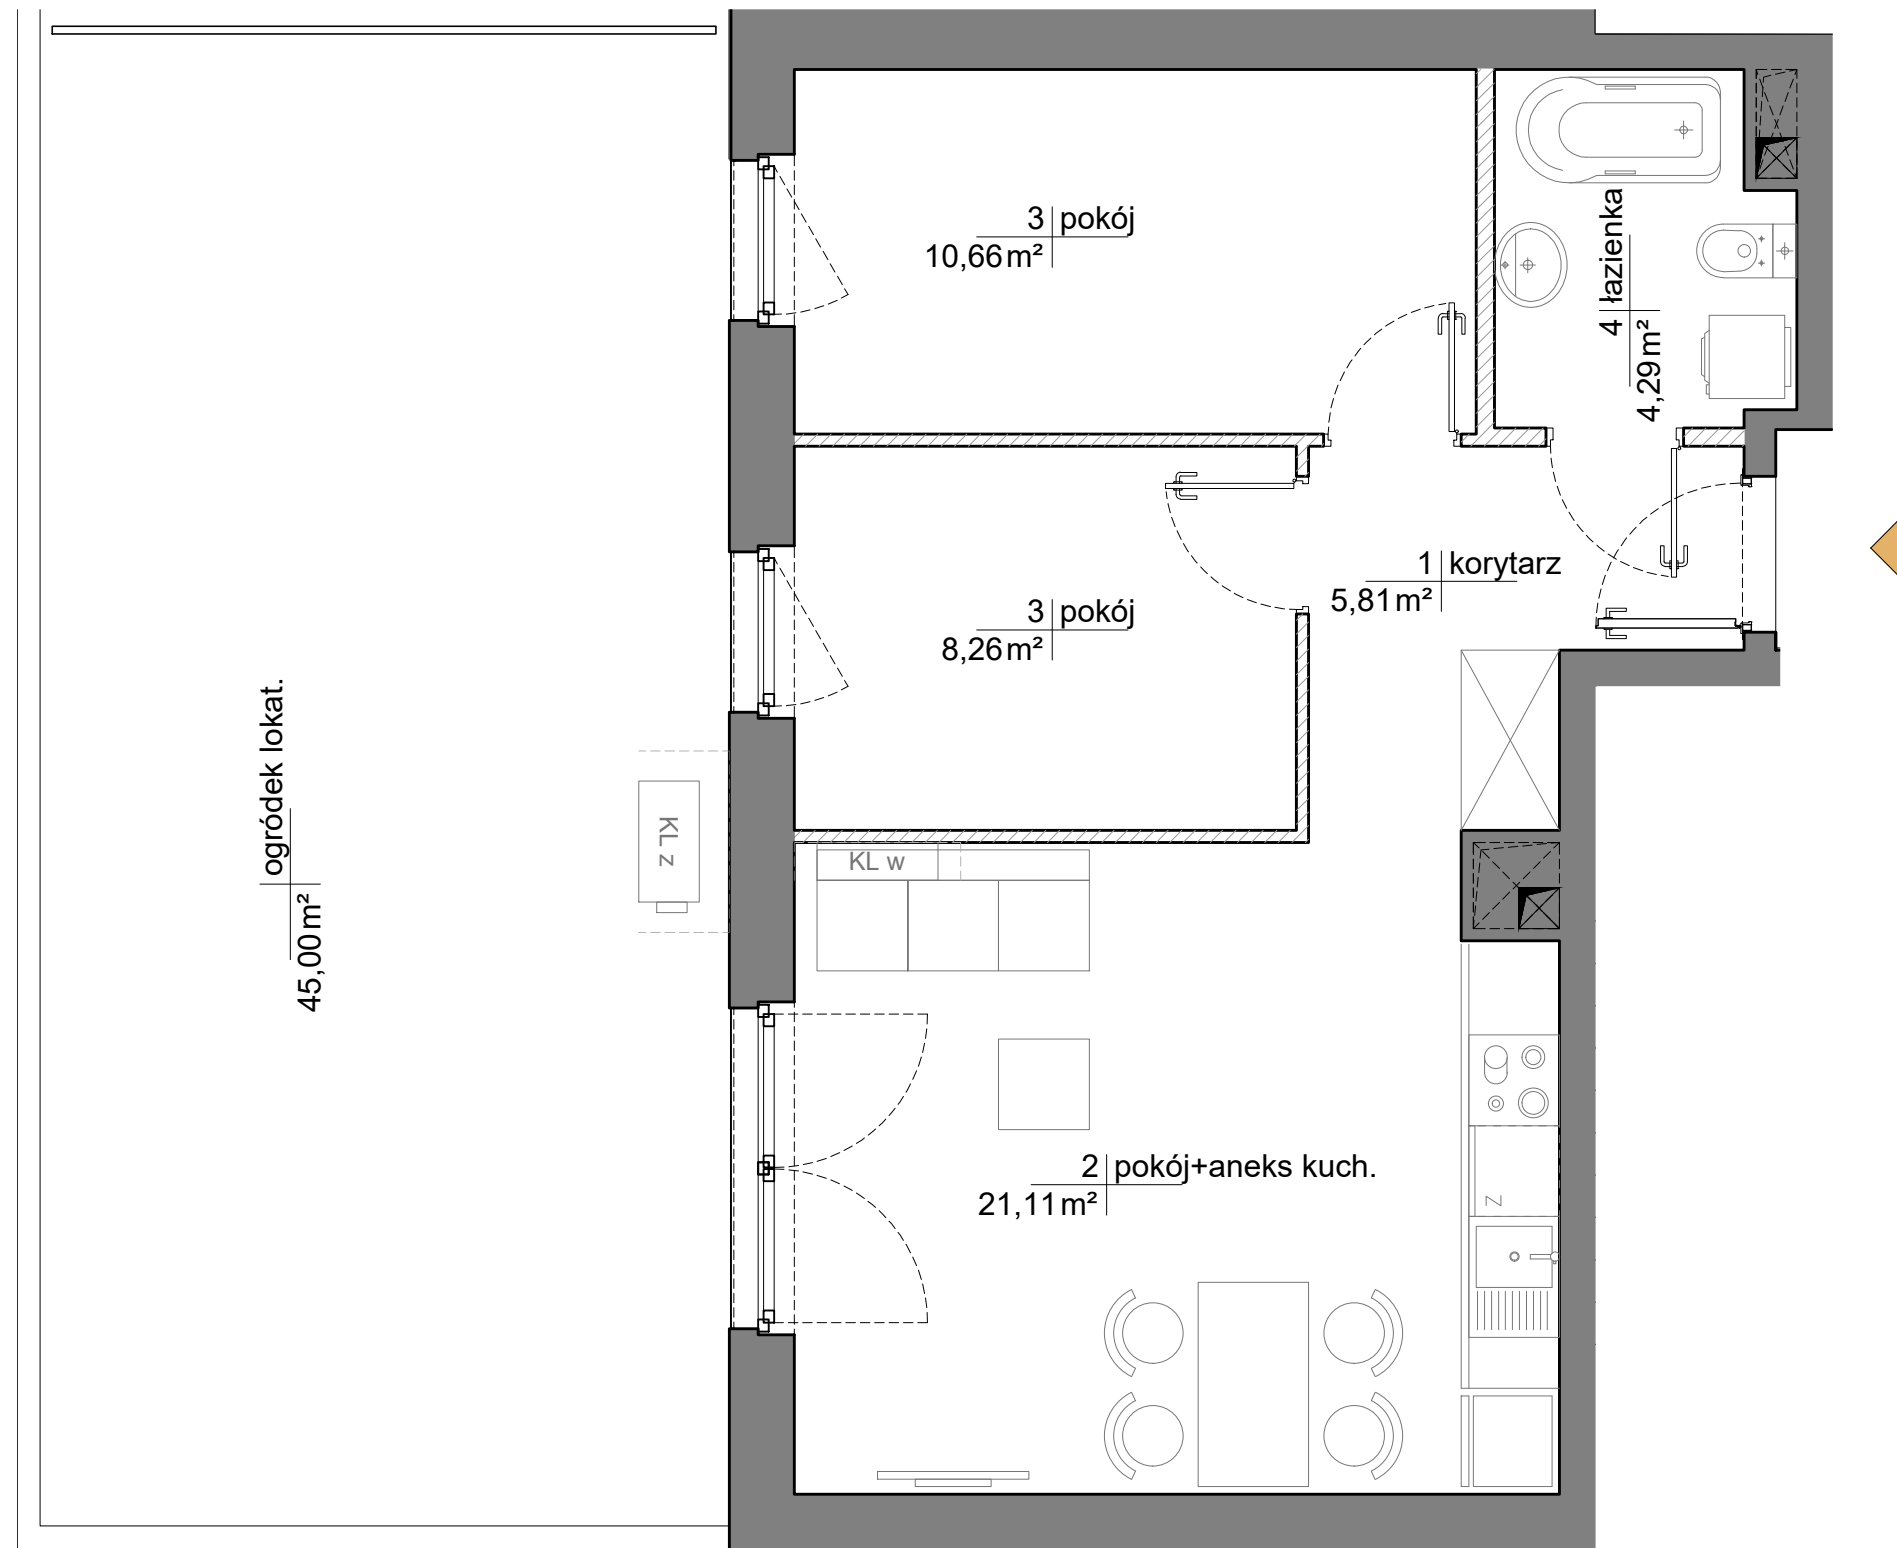 3 pokój
10,66 m²
4 łazienka
4,29 m²
3 pokój
8,26 m²
1 korytarz
5,81 m²
ogródek lokat.
45,00 m²
KL z
KL w
2 pokój+aneks kuch.
21,11 m²
Z